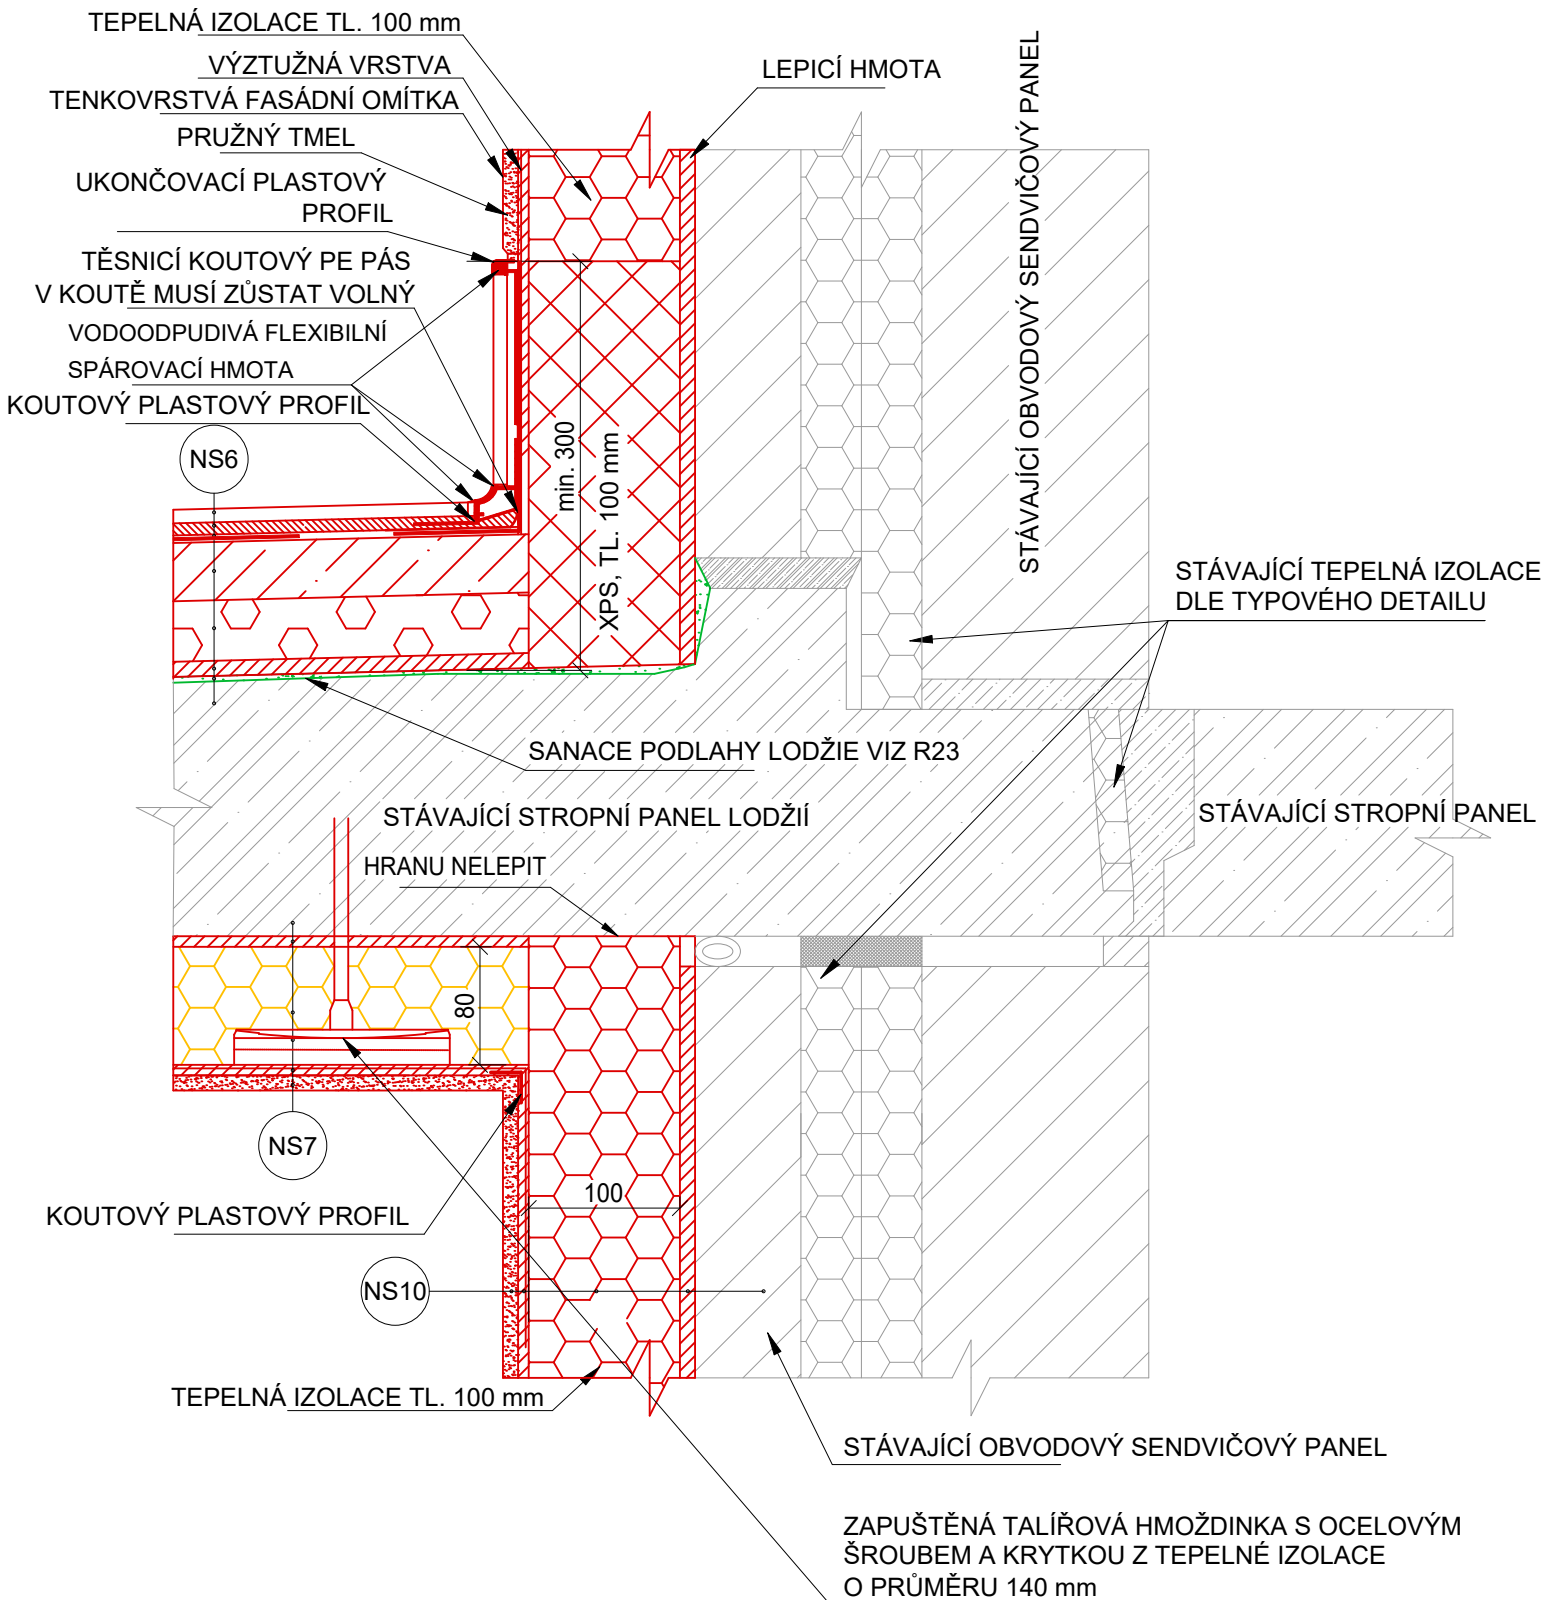 TEPELNÁ IZOLACE TL. 100 mm
VÝZTUŽNÁ VRSTVA
TENKOVRSTVÁ FASÁDNÍ OMÍTKA
PRUŽNÝ TMEL
UKONČOVACÍ PLASTOVÝ
PROFIL
TĚSNICÍ KOUTOVÝ PE PÁS
V KOUTĚ MUSÍ ZŮSTAT VOLNÝ
VODOODPUDIVÁ FLEXIBILNÍ
SPÁROVACÍ HMOTA
KOUTOVÝ PLASTOVÝ PROFIL
NS6
LEPICÍ HMOTA
STÁVAJÍCÍ OBVODOVÝ SENDVIČOVÝ PANEL
min. 300
XPS, TL. 100 mm
STÁVAJÍCÍ TEPELNÁ IZOLACE
DLE TYPOVÉHO DETAILU
SANACE PODLAHY LODŽIE VIZ R23
STÁVAJÍCÍ STROPNÍ PANEL LODŽIÍ
STÁVAJÍCÍ STROPNÍ PANEL
HRANU NELEPIT
80
NS7
KOUTOVÝ PLASTOVÝ PROFIL
100
NS10
TEPELNÁ IZOLACE TL. 100 mm
STÁVAJÍCÍ OBVODOVÝ SENDVIČOVÝ PANEL
ZAPUŠTĚNÁ TALÍŘOVÁ HMOŽDINKA S OCELOVÝM
ŠROUBEM A KRYTKOU Z TEPELNÉ IZOLACE
O PRŮMĚRU 140 mm